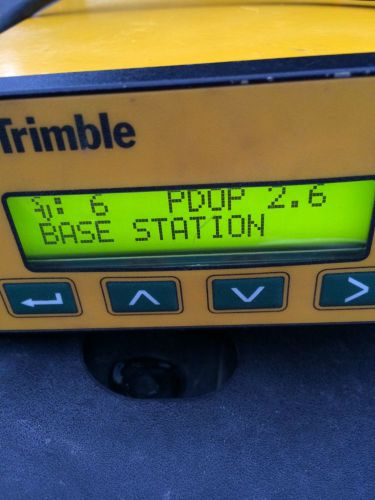 Trimble
: 6 PDOP 2.6
BASE STATION